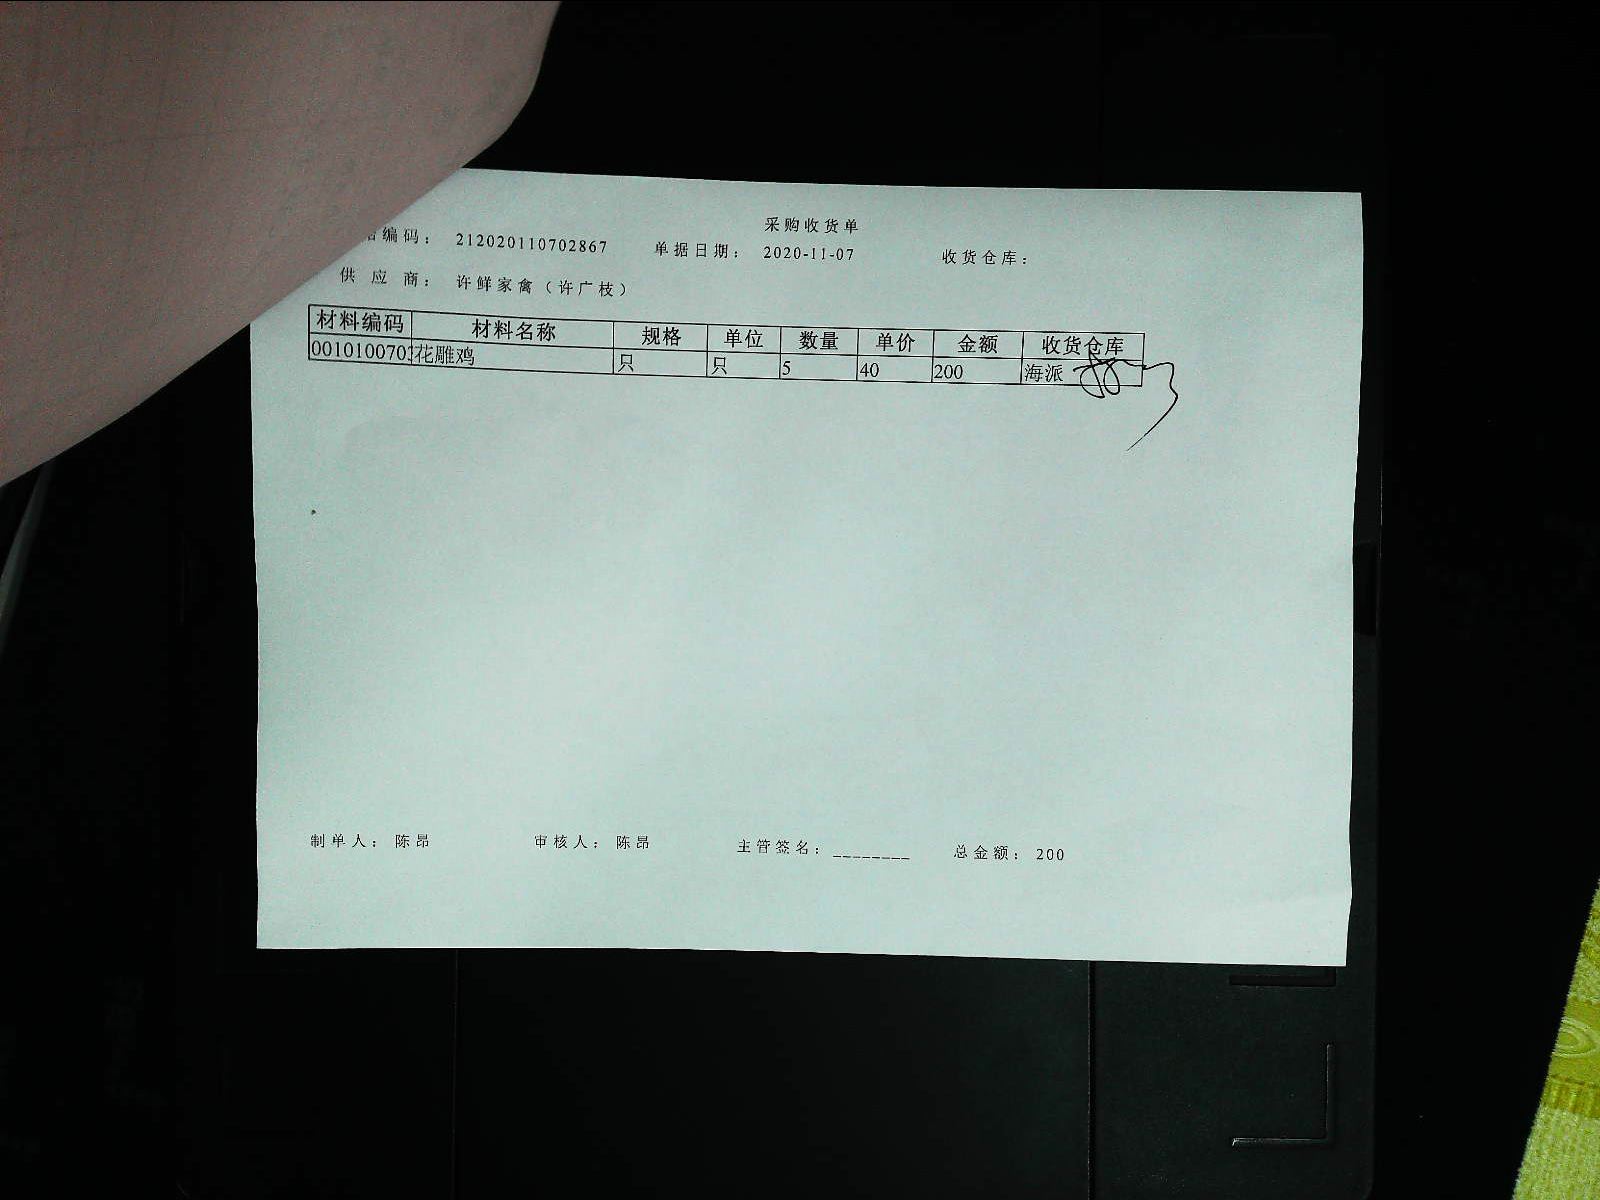 采购收货单
编码： 212020110702867 单据日期： 2020-11-07 收货仓库：
供应商： 许鲜家禽（许广枝）
材料编码 材料名称 规格 单位 数量 单价 金额 收货仓库
001010070 花雕鸡 只 只 5 40 200 海派
制单人： 陈昂 审核人： 陈昂 主管签名：________ 总金额： 200